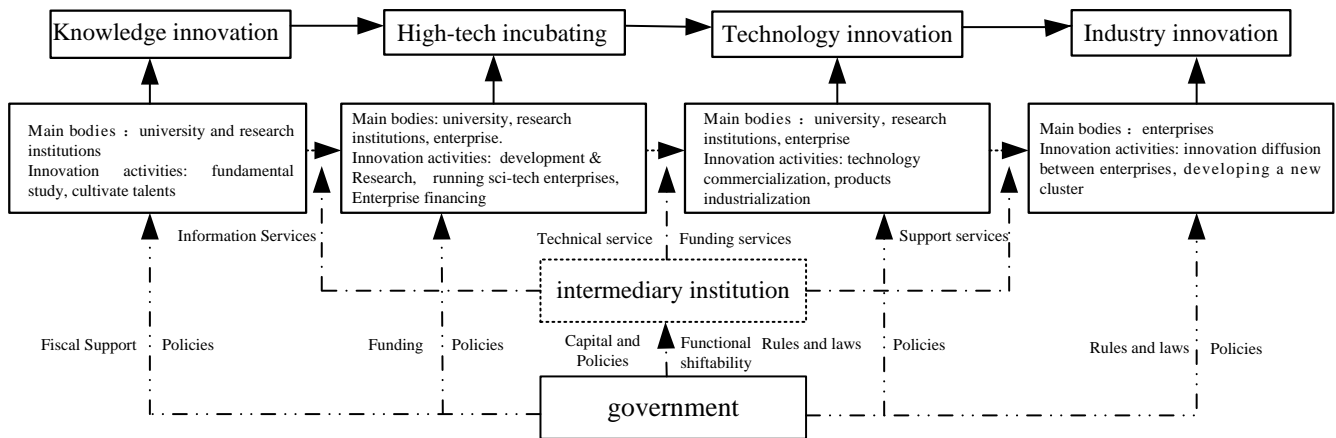 Knowledge innovation
High-tech incubating
Technology innovation
Industry innovation
Main bodies : university and research
institutions
Innovation activities: fundamental
study, cultivate talents
Main bodies: university, research
institutions, enterprise.
Innovation activities: development &
Research, running sci-tech enterprises,
Enterprise financing
Main bodies: university, research
institutions, enterprise
Innovation activities: technology
commercialization, products
industrialization
Main bodies : enterprises
Innovation activities: innovation diffusion
between enterprises, developing a new
cluster
Information Services
Technical service
Funding services
Support services
intermediary institution
Fiscal Support
Policies
Funding
Policies
Capital and
Policies
Functional
shiftability
Rules and laws
Policies
Rules and laws
Policies
government